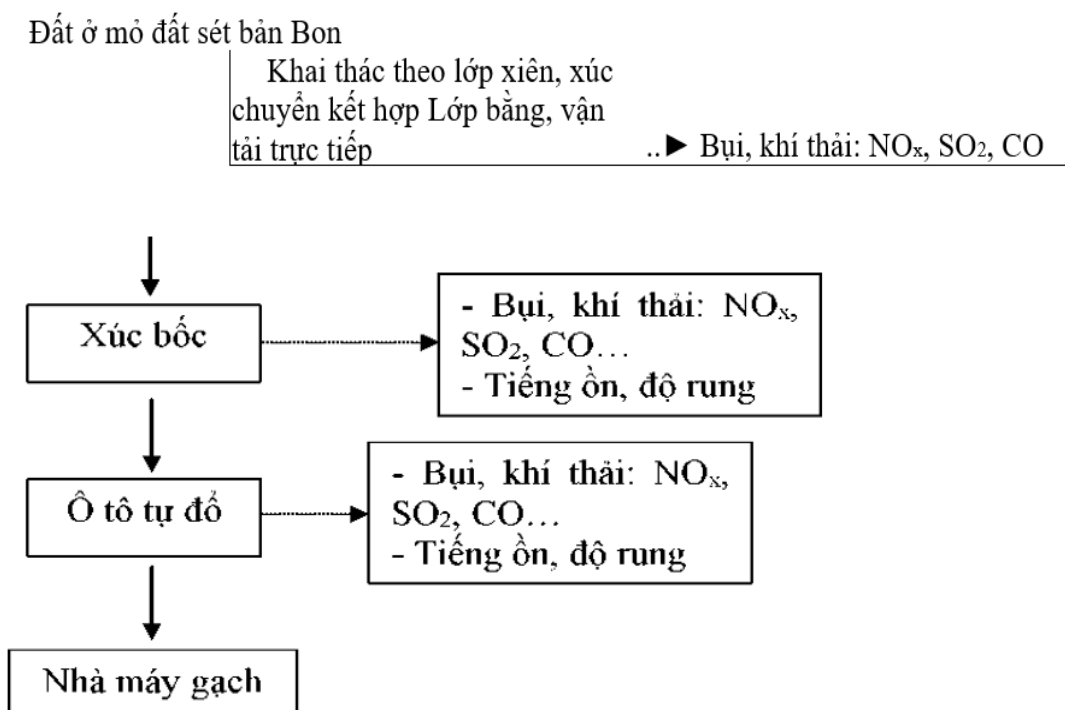 Đất ở mỏ đất sét bản Bon
Khai thác theo lớp xiên, xúc
chuyển kết hợp Lớp bằng, vận
tải trực tiếp
..► Bụi, khí thải: NOₓ, SO₂, CO
Xúc bốc
- Bụi, khí thải: NOₓ,
SO₂, CO…
- Tiếng ồn, độ rung
Ô tô tự đổ
- Bụi, khí thải: NOₓ,
SO₂, CO…
- Tiếng ồn, độ rung
Nhà máy gạch